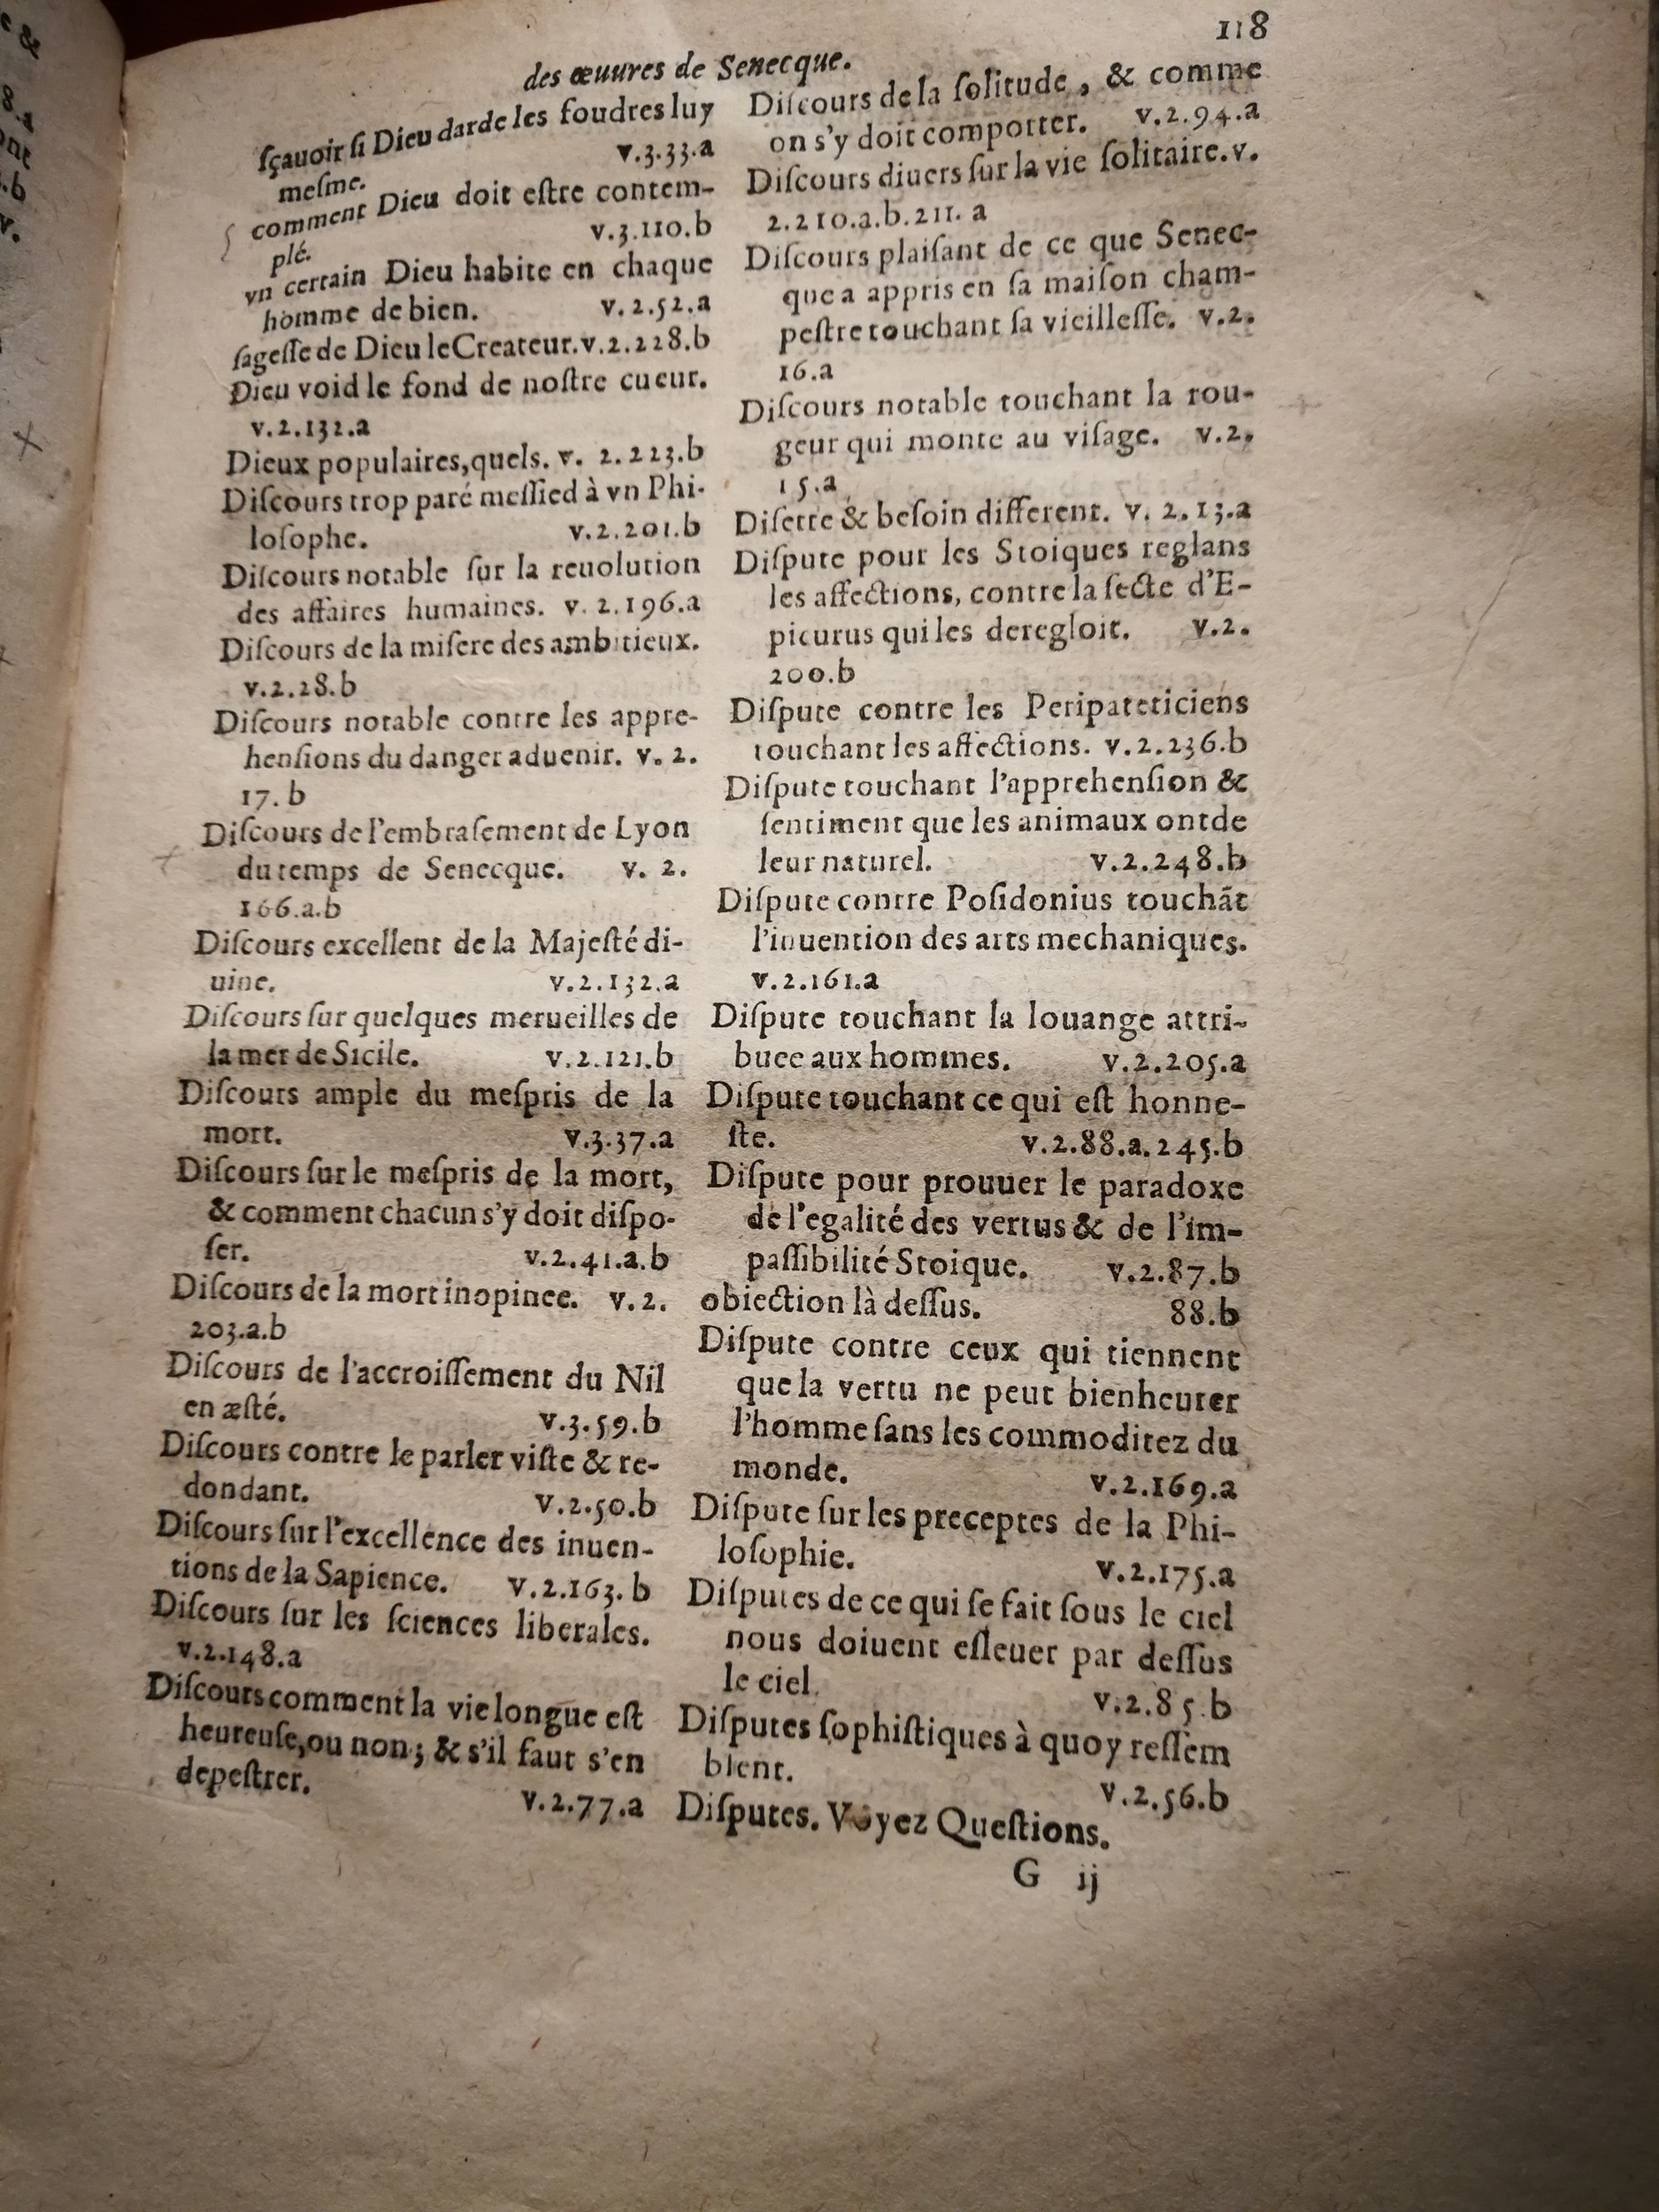 118
des œuures de Senecque.
ſçauoir ſi Dieu darde les foudres luy
meſme. v.3.33.a
comment Dieu doit eſtre contem-
plé. v.3.110.b
vn certain Dieu habite en chaque
homme de bien. v.2.52.a
ſageſſe de Dieu le Createur. v.2.228.b
Dieu void le fond de noſtre cueur.
v.2.132.a
Dieux populaires, quels. v. 2.223.b
Diſcours trop paré meſſied à vn Phi-
loſophe. v.2.201.b
Diſcours notable ſur la reuolution
des affaires humaines. v. 2.196.a
Diſcours de la miſere des ambitieux.
v.2.28.b
Diſcours notable contre les appre-
henſions du danger aduenir. v. 2.
17. b
Diſcours de l'embraſement de Lyon
du temps de Senecque. v. 2.
166.a.b
Diſcours excellent de la Majeſté di-
uine. v.2.132.a
Diſcours ſur quelques merueilles de
la mer de Sicile. v.2.121.b
Diſcours ample du meſpris de la
mort. v.3.37.a
Diſcours ſur le meſpris de la mort,
& comment chacun s'y doit diſpo-
ſer. v.2.41.a.b
Diſcours de la mort inopinee. v.2.
203.a.b
Diſcours de l'accroiſſement du Nil
en æſté. v.3.59.b
Diſcours contre le parler viſte & re-
dondant. v.2.50.b
Diſcours ſur l'excellence des inuen-
tions de la Sapience. v.2.163. b
Diſcours ſur les ſciences liberales.
v.2.148.a
Diſcours comment la vie longue eſt
heureuſe, ou non; & s'il faut s'en
depeſtrer. v.2.77.a
Diſcours de la ſolitude, & comme
on s'y doit comporter. v.2.94.a
Diſcours diuers ſur la vie ſolitaire. v.
2.210.a.b.211. a
Diſcours plaiſant de ce que Senec-
que a appris en ſa maiſon cham-
peſtre touchant ſa vieilleſſe. v.2.
16.a
Diſcours notable touchant la rou-
geur qui monte au viſage. v.2.
15.a
Diſette & beſoin different. v. 2.13.a
Diſpute pour les Stoiques reglans
les affections, contre la ſecte d'E-
picurus qui les deregloit. v.2.
200.b
Diſpute contre les Peripateticiens
touchant les affections. v.2.236.b
Diſpute touchant l'apprehenſion &
ſentiment que les animaux ont de
leur naturel. v.2.248.b
Diſpute contre Poſidonius touchãt
l'inuention des arts mechaniques.
v.2.161.a
Diſpute touchant la louange attri-
buee aux hommes. v.2.205.a
Diſpute touchant ce qui eſt honne-
ſte. v.2.88.a.245.b
Diſpute pour prouuer le paradoxe
de l'egalité des vertus & de l'im-
paſſibilité Stoique. v.2.87.b
obiection là deſſus. 88.b
Diſpute contre ceux qui tiennent
que la vertu ne peut bienheurer
l'homme ſans les commoditez du
monde. v.2.169.a
Diſpute ſur les preceptes de la Phi-
loſophie. v.2.175.a
Diſputes de ce qui ſe fait ſous le ciel
nous doiuent eſleuer par deſſus
le ciel. v.2.85.b
Diſputes ſophiſtiques à quoy reſſem
blent. v.2.56.b
Diſputes. Voyez Queſtions.
G ij